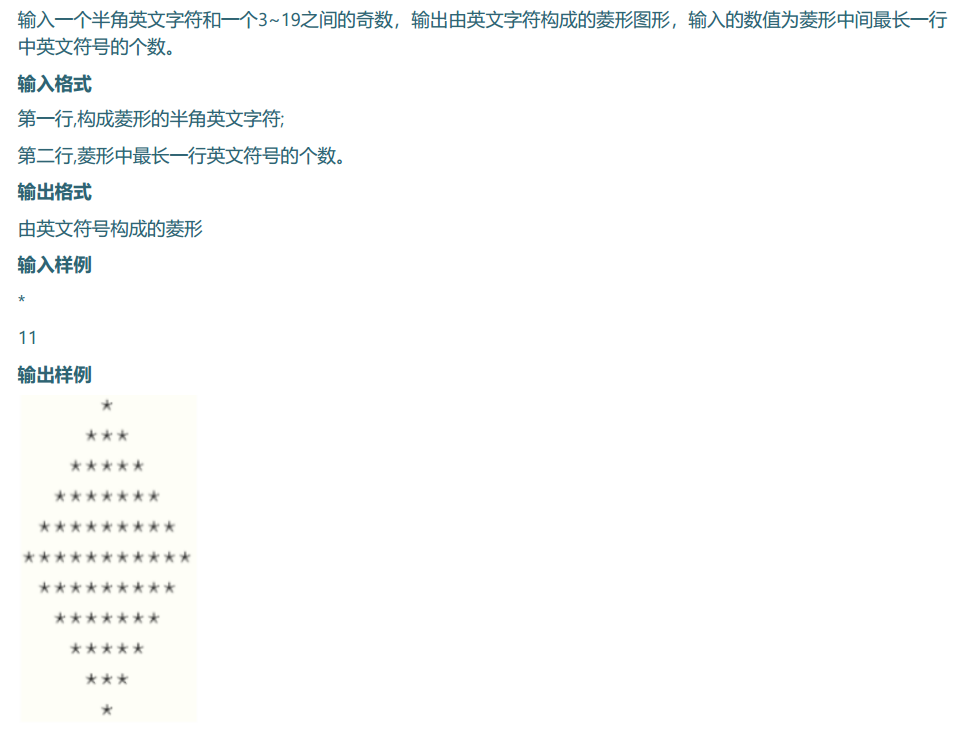 输入一个半角英文字符和一个3~19之间的奇数，输出由英文字符构成的菱形图形，输入的数值为菱形中间最长一行
中英文符号的个数。
输入格式
第一行,构成菱形的半角英文字符;
第二行,菱形中最长一行英文符号的个数。
输出格式
由英文符号构成的菱形
输入样例
*
11
输出样例
     *
    ***
   *****
  *******
 *********
***********
 *********
  *******
   *****
    ***
     *